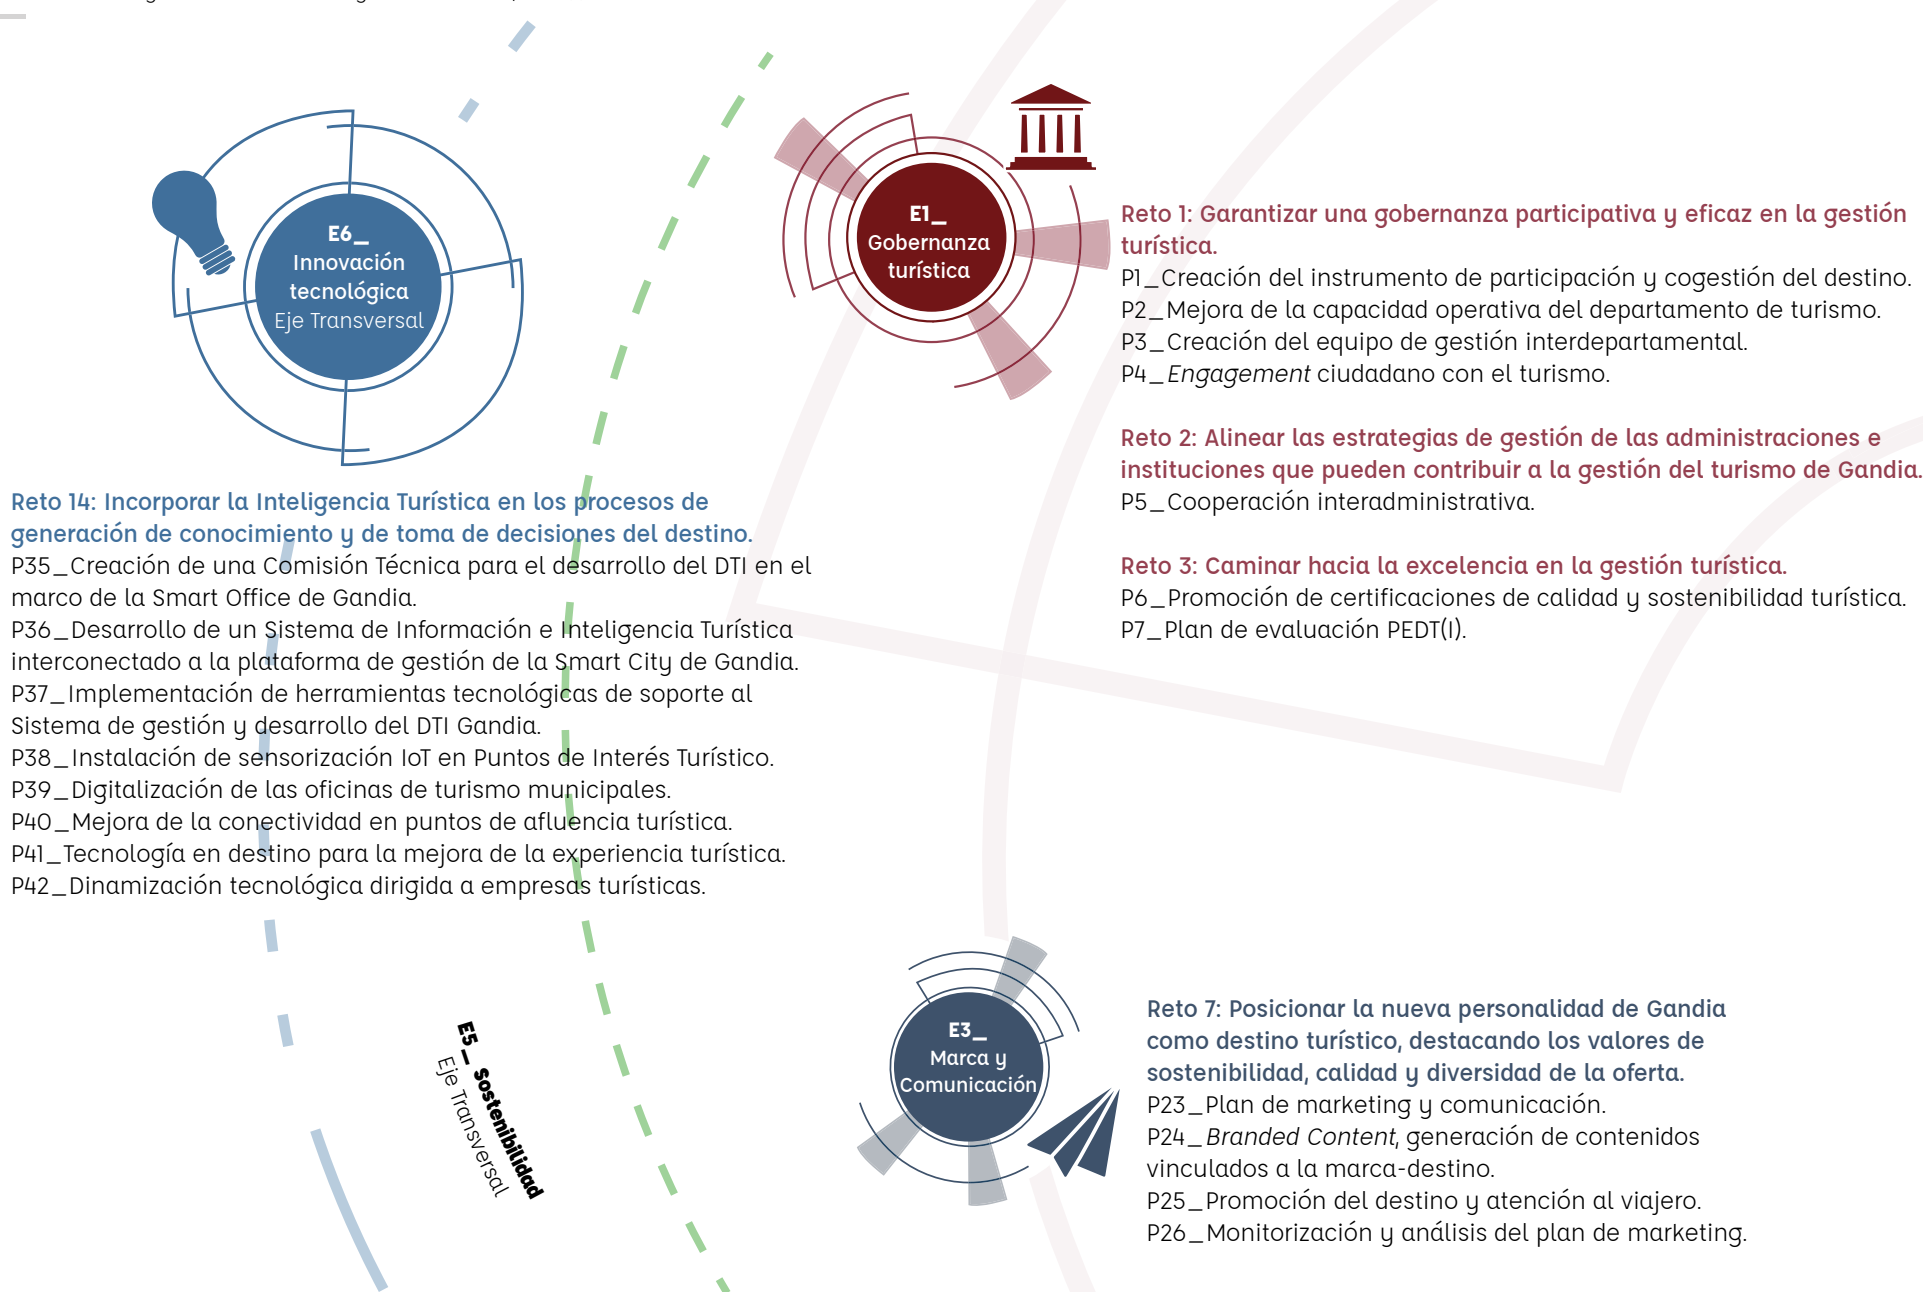 E6_
Innovación
tecnológica
Eje Transversal
Reto 14: Incorporar la Inteligencia Turística en los procesos de
generación de conocimiento y de toma de decisiones del destino.
P35_Creación de una Comisión Técnica para el desarrollo del DTI en el
marco de la Smart Office de Gandia.
P36_Desarrollo de un Sistema de Información e Inteligencia Turística
interconectado a la plataforma de gestión de la Smart City de Gandia.
P37_Implementación de herramientas tecnológicas de soporte al
Sistema de gestión y desarrollo del DTI Gandia.
P38_Instalación de sensorización IoT en Puntos de Interés Turístico.
P39_Digitalización de las oficinas de turismo municipales.
P40_Mejora de la conectividad en puntos de afluencia turística.
P41_Tecnología en destino para la mejora de la experiencia turística.
P42_Dinamización tecnológica dirigida a empresas turísticas.
E5_ Sostenibilidad
Eje Transversal
E1_
Gobernanza
turística
Reto 1: Garantizar una gobernanza participativa y eficaz en la gestión
turística.
P1_Creación del instrumento de participación y cogestión del destino.
P2_Mejora de la capacidad operativa del departamento de turismo.
P3_Creación del equipo de gestión interdepartamental.
P4_Engagement ciudadano con el turismo.
Reto 2: Alinear las estrategias de gestión de las administraciones e
instituciones que pueden contribuir a la gestión del turismo de Gandia.
P5_Cooperación interadministrativa.
Reto 3: Caminar hacia la excelencia en la gestión turística.
P6_Promoción de certificaciones de calidad y sostenibilidad turística.
P7_Plan de evaluación PEDT(I).
E3_
Marca y
Comunicación
Reto 7: Posicionar la nueva personalidad de Gandia
como destino turístico, destacando los valores de
sostenibilidad, calidad y diversidad de la oferta.
P23_Plan de marketing y comunicación.
P24_Branded Content, generación de contenidos
vinculados a la marca-destino.
P25_Promoción del destino y atención al viajero.
P26_Monitorización y análisis del plan de marketing.